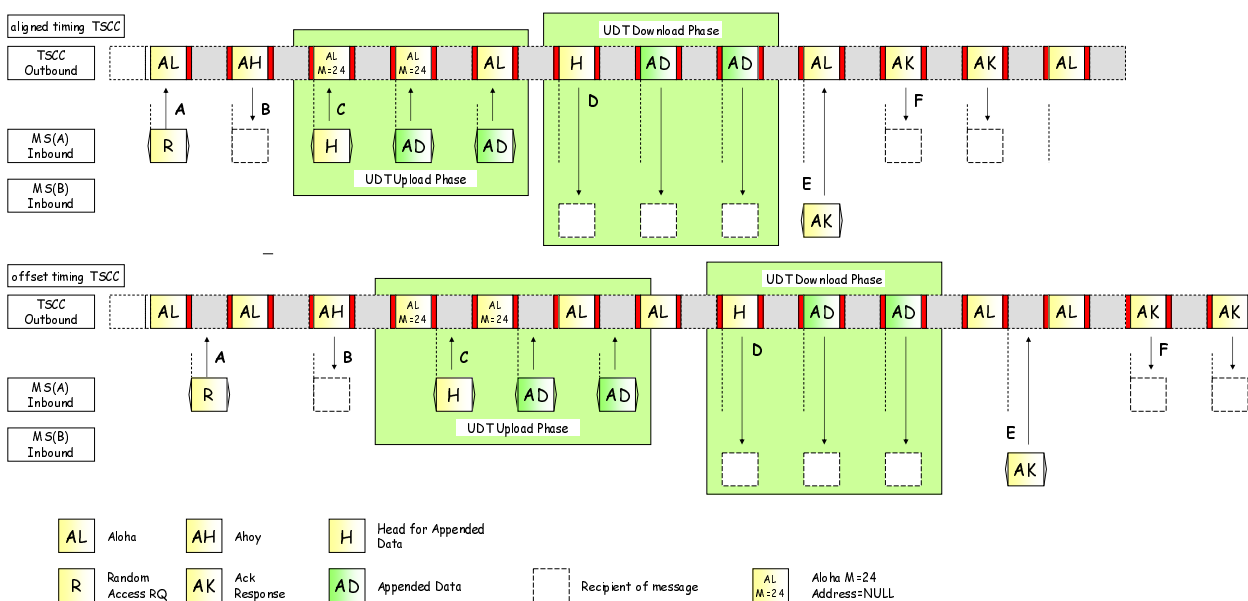 aligned timing TSCC
UDT Download Phase
TSCC
Outbound
AL
AH
AL
M=24
AL
M=24
AL
H
AD
AD
AL
AK
AK
AL
A
B
C
D
F
MS(A)
Inbound
R
H
AD
AD
UDT Upload Phase
MS(B)
Inbound
E
AK
offset timing TSCC
UDT Download Phase
TSCC
Outbound
AL
AL
AH
AL
M=24
AL
M=24
AL
AL
H
AD
AD
AL
AL
AK
AK
A
B
C
D
F
MS(A)
Inbound
R
H
AD
AD
UDT Upload Phase
MS(B)
Inbound
E
AK
AL
Aloha
AH
Ahoy
H
Head for Appended
Data
R
Random
Access RQ
AK
Ack
Response
AD
Appended Data
Recipient of message
AL
M=24
Aloha M=24
Address=NULL